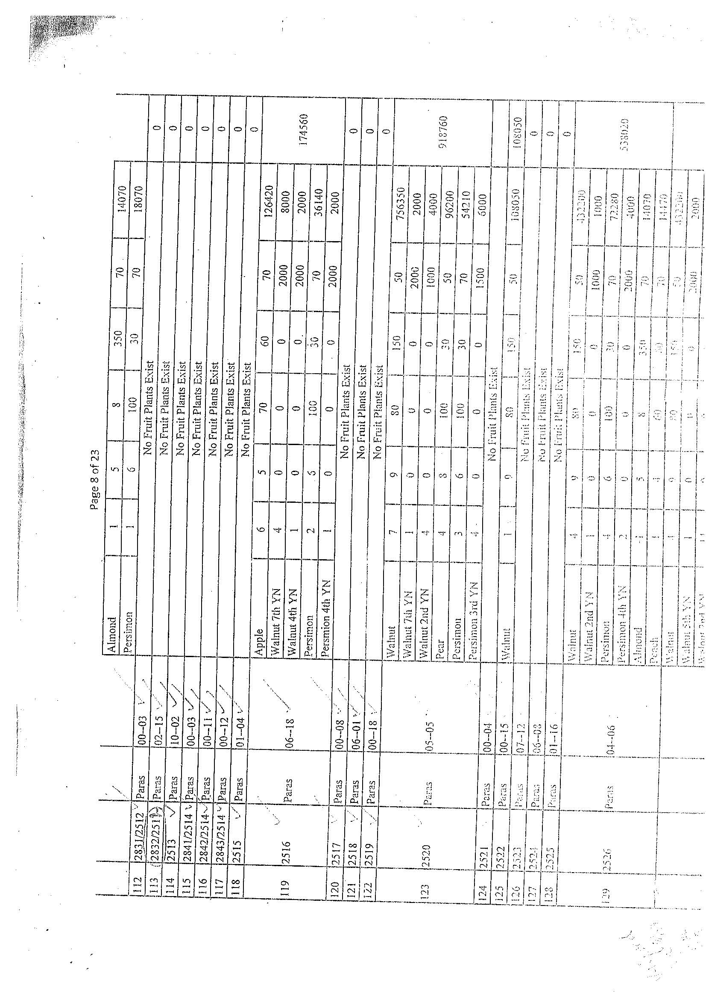 Page 8 of 23
Almond 1 5 8 350 70 14070
Persimon 1 6 100 30 70 18070
112 2831/2512 Paras 00--03 No Fruit Plants Exist 0
113 2832/2512 Paras 02--15 No Fruit Plants Exist 0
114 2513 Paras 10--02 No Fruit Plants Exist 0
115 2841/2514 Paras 00--03 No Fruit Plants Exist 0
116 2842/2514 Paras 00--11 No Fruit Plants Exist 0
117 2843/2514 Paras 00--12 No Fruit Plants Exist 0
118 2515 Paras 01--04 No Fruit Plants Exist 0
119 2516 Paras 06--18 174560
Apple 6 5 70 60 70 126420
Walnut 7th YN 4 0 0 0 2000 8000
Walnut 4th YN 1 0 0 0 2000 2000
Persimon 2 6 100 30 70 36140
Persmion 4th YN 1 0 0 0 2000 2000
120 2517 Paras 00--08 No Fruit Plants Exist 0
121 2518 Paras 06--01 No Fruit Plants Exist 0
122 2519 Paras 00--18 No Fruit Plants Exist 0
123 2520 Paras 05--05 918760
Walnut 7 9 80 150 50 756350
Walnut 7th YN 1 0 0 0 2000 2000
Walnut 2nd YN 4 0 0 0 1000 4000
Pear 4 8 100 30 50 96200
Persimon 3 6 100 30 70 54210
Persimon 3rd YN 4 0 0 0 1500 6000
124 2521 Paras 00--04 No Fruit Plants Exist
125 2522 Paras 00--15 Walnut 1 9 80 150 50 108050 108050
126 2523 Paras 07--12 No Fruit Plants Exist 0
127 2524 Paras 06--03 No Fruit Plants Exist 0
128 2525 Paras 01--16 No Fruit Plants Exist 0
129 2526 Paras 04--06 538020
Walnut 4 9 80 150 50 432200
Walnut 2nd YN 1 0 0 0 1000 1000
Persimon 4 6 100 30 70 72280
Persimon 4th YN 2 0 0 0 2000 4000
Almond 1 5 8 350 70 14070
Peach 1 4 60 70 14470
Walnut 4 9 80 150 50 432200
Walnut 5th YN 1 0 0 0 2000 2000
Walnut 2nd YN